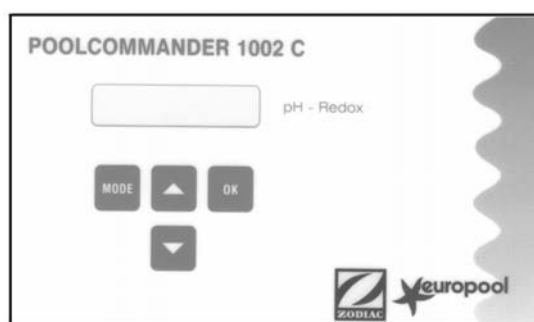 POOLCOMMANDER 1002 C
pH - Redox
MODE
OK
ZODIAC
europool